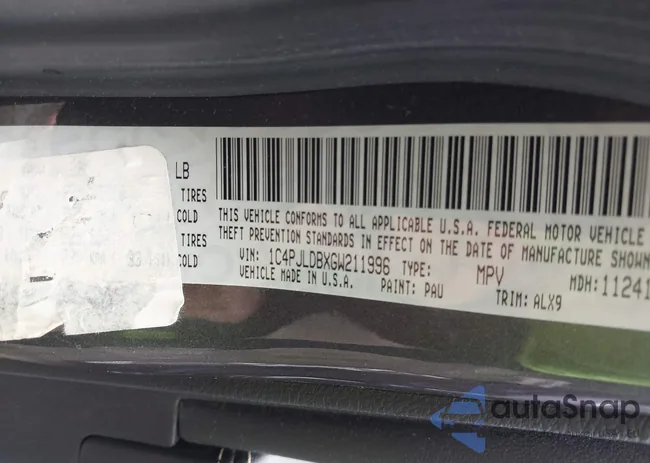 LB
TIRES
COLD
TIRES
COLD
THIS VEHICLE CONFORMS TO ALL APPLICABLE U.S.A. FEDERAL MOTOR VEHICLE
THEFT PREVENTION STANDARDS IN EFFECT ON THE DATE OF MANUFACTURE SHOWN
VIN: 1C4PJLDBXGW211996 TYPE: MPV MDH: 11241
VEHICLE MADE IN U.S.A. PAINT: PAU TRIM: ALX9
autoSnap